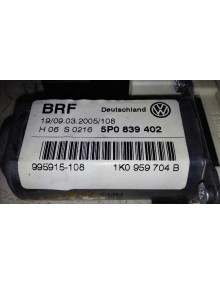 BRF Deutschland
19/09.03.2005/108
H 06 S 0216 5P0 839 402
995915-108 1K0 959 704 B